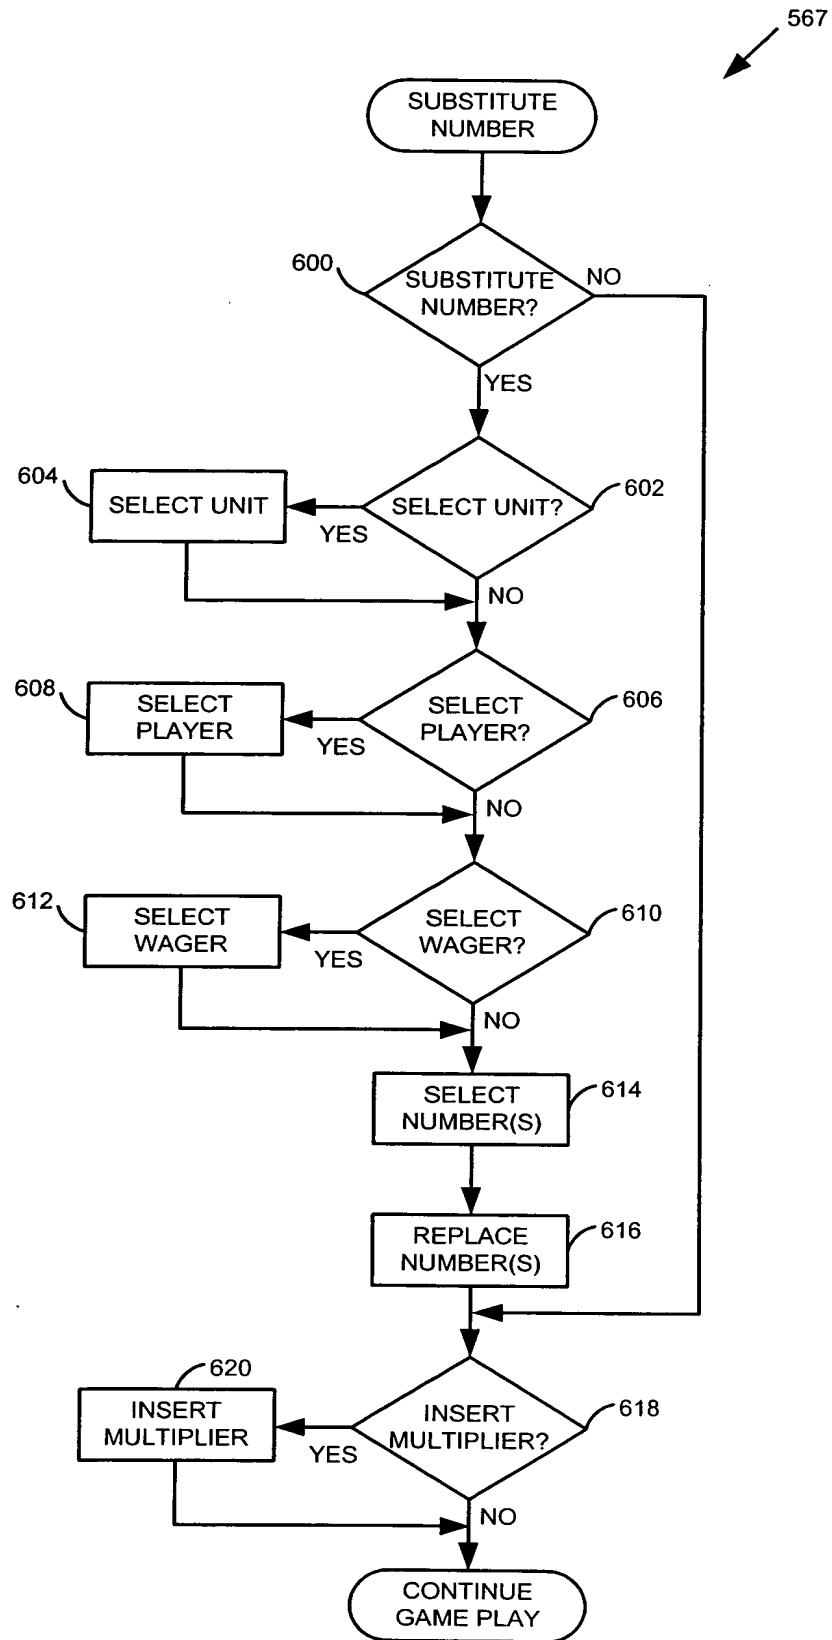 567
SUBSTITUTE
NUMBER
600
SUBSTITUTE
NUMBER?
NO
YES
604
SELECT UNIT
YES
SELECT UNIT?
602
NO
608
SELECT
PLAYER
YES
SELECT
PLAYER?
606
NO
612
SELECT
WAGER
YES
SELECT
WAGER?
610
NO
SELECT
NUMBER(S)
614
REPLACE
NUMBER(S)
616
620
INSERT
MULTIPLIER
YES
INSERT
MULTIPLIER?
618
NO
CONTINUE
GAME PLAY